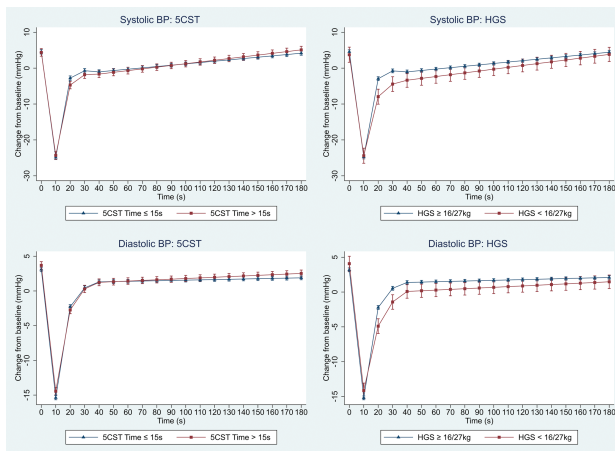 Systolic BP: 5CST
Change from baseline (mmHg)
10
0
-10
-20
-30
0 10 20 30 40 50 60 70 80 90 100 110 120 130 140 150 160 170 180
Time (s)
5CST Time ≤ 15s 5CST Time > 15s
Systolic BP: HGS
Change from baseline (mmHg)
10
0
-10
-20
-30
0 10 20 30 40 50 60 70 80 90 100 110 120 130 140 150 160 170 180
Time (s)
HGS ≥ 16/27kg HGS < 16/27kg
Diastolic BP: 5CST
Change from baseline (mmHg)
5
0
-5
-10
-15
0 10 20 30 40 50 60 70 80 90 100 110 120 130 140 150 160 170 180
Time (s)
5CST Time ≤ 15s 5CST Time > 15s
Diastolic BP: HGS
Change from baseline (mmHg)
5
0
-5
-10
-15
0 10 20 30 40 50 60 70 80 90 100 110 120 130 140 150 160 170 180
Time (s)
HGS ≥ 16/27kg HGS < 16/27kg